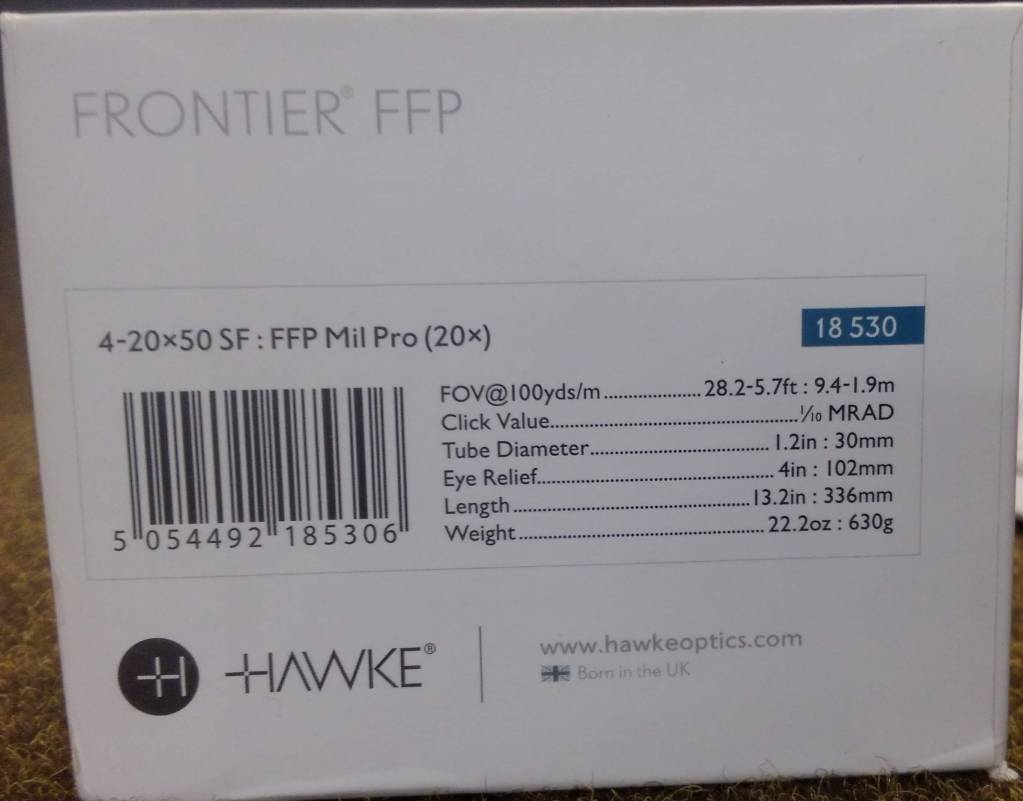 FRONTIER® FFP
4-20×50 SF : FFP Mil Pro (20×)
18 530
FOV@100yds/m....................28.2-5.7ft : 9.4-1.9m
Click Value....................1⁄10 MRAD
Tube Diameter....................1.2in : 30mm
Eye Relief....................4in : 102mm
Length....................13.2in : 336mm
Weight....................22.2oz : 630g
5 054492 185306
HAWKE®
www.hawkeoptics.com
Born in the UK